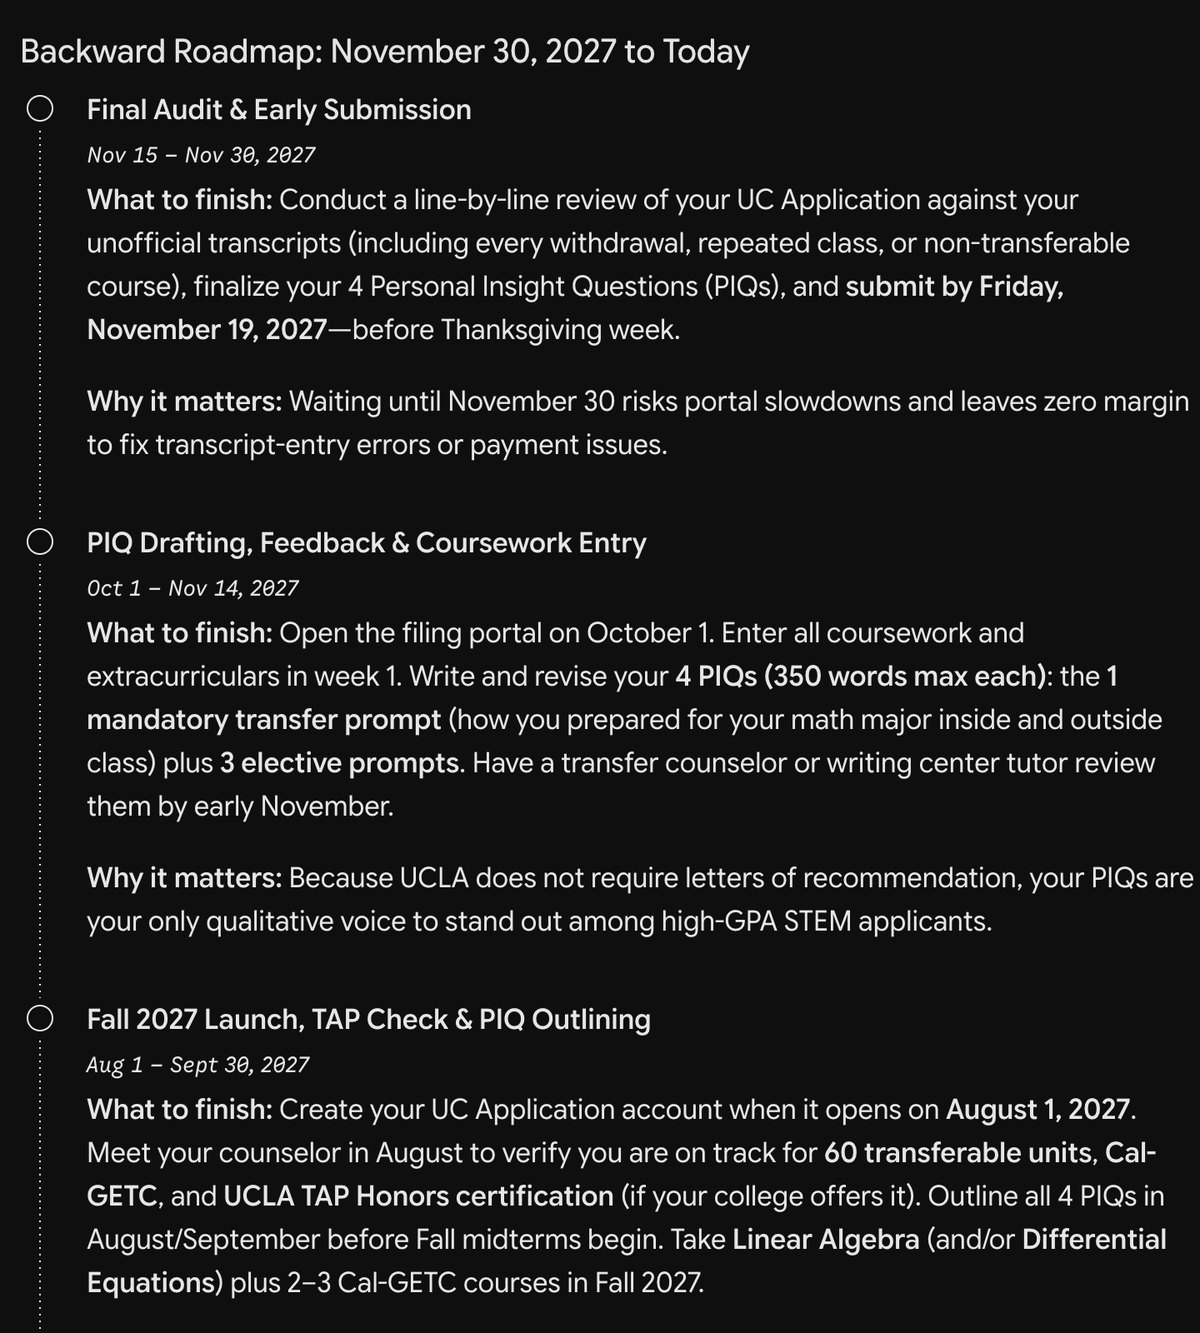 Backward Roadmap: November 30, 2027 to Today
Final Audit & Early Submission
Nov 15 – Nov 30, 2027
What to finish: Conduct a line-by-line review of your UC Application against your
unofficial transcripts (including every withdrawal, repeated class, or non-transferable
course), finalize your 4 Personal Insight Questions (PIQs), and submit by Friday,
November 19, 2027—before Thanksgiving week.
Why it matters: Waiting until November 30 risks portal slowdowns and leaves zero margin
to fix transcript-entry errors or payment issues.
PIQ Drafting, Feedback & Coursework Entry
Oct 1 – Nov 14, 2027
What to finish: Open the filing portal on October 1. Enter all coursework and
extracurriculars in week 1. Write and revise your 4 PIQs (350 words max each): the 1
mandatory transfer prompt (how you prepared for your math major inside and outside
class) plus 3 elective prompts. Have a transfer counselor or writing center tutor review
them by early November.
Why it matters: Because UCLA does not require letters of recommendation, your PIQs are
your only qualitative voice to stand out among high-GPA STEM applicants.
Fall 2027 Launch, TAP Check & PIQ Outlining
Aug 1 – Sept 30, 2027
What to finish: Create your UC Application account when it opens on August 1, 2027.
Meet your counselor in August to verify you are on track for 60 transferable units, Cal-
GETC, and UCLA TAP Honors certification (if your college offers it). Outline all 4 PIQs in
August/September before Fall midterms begin. Take Linear Algebra (and/or Differential
Equations) plus 2–3 Cal-GETC courses in Fall 2027.